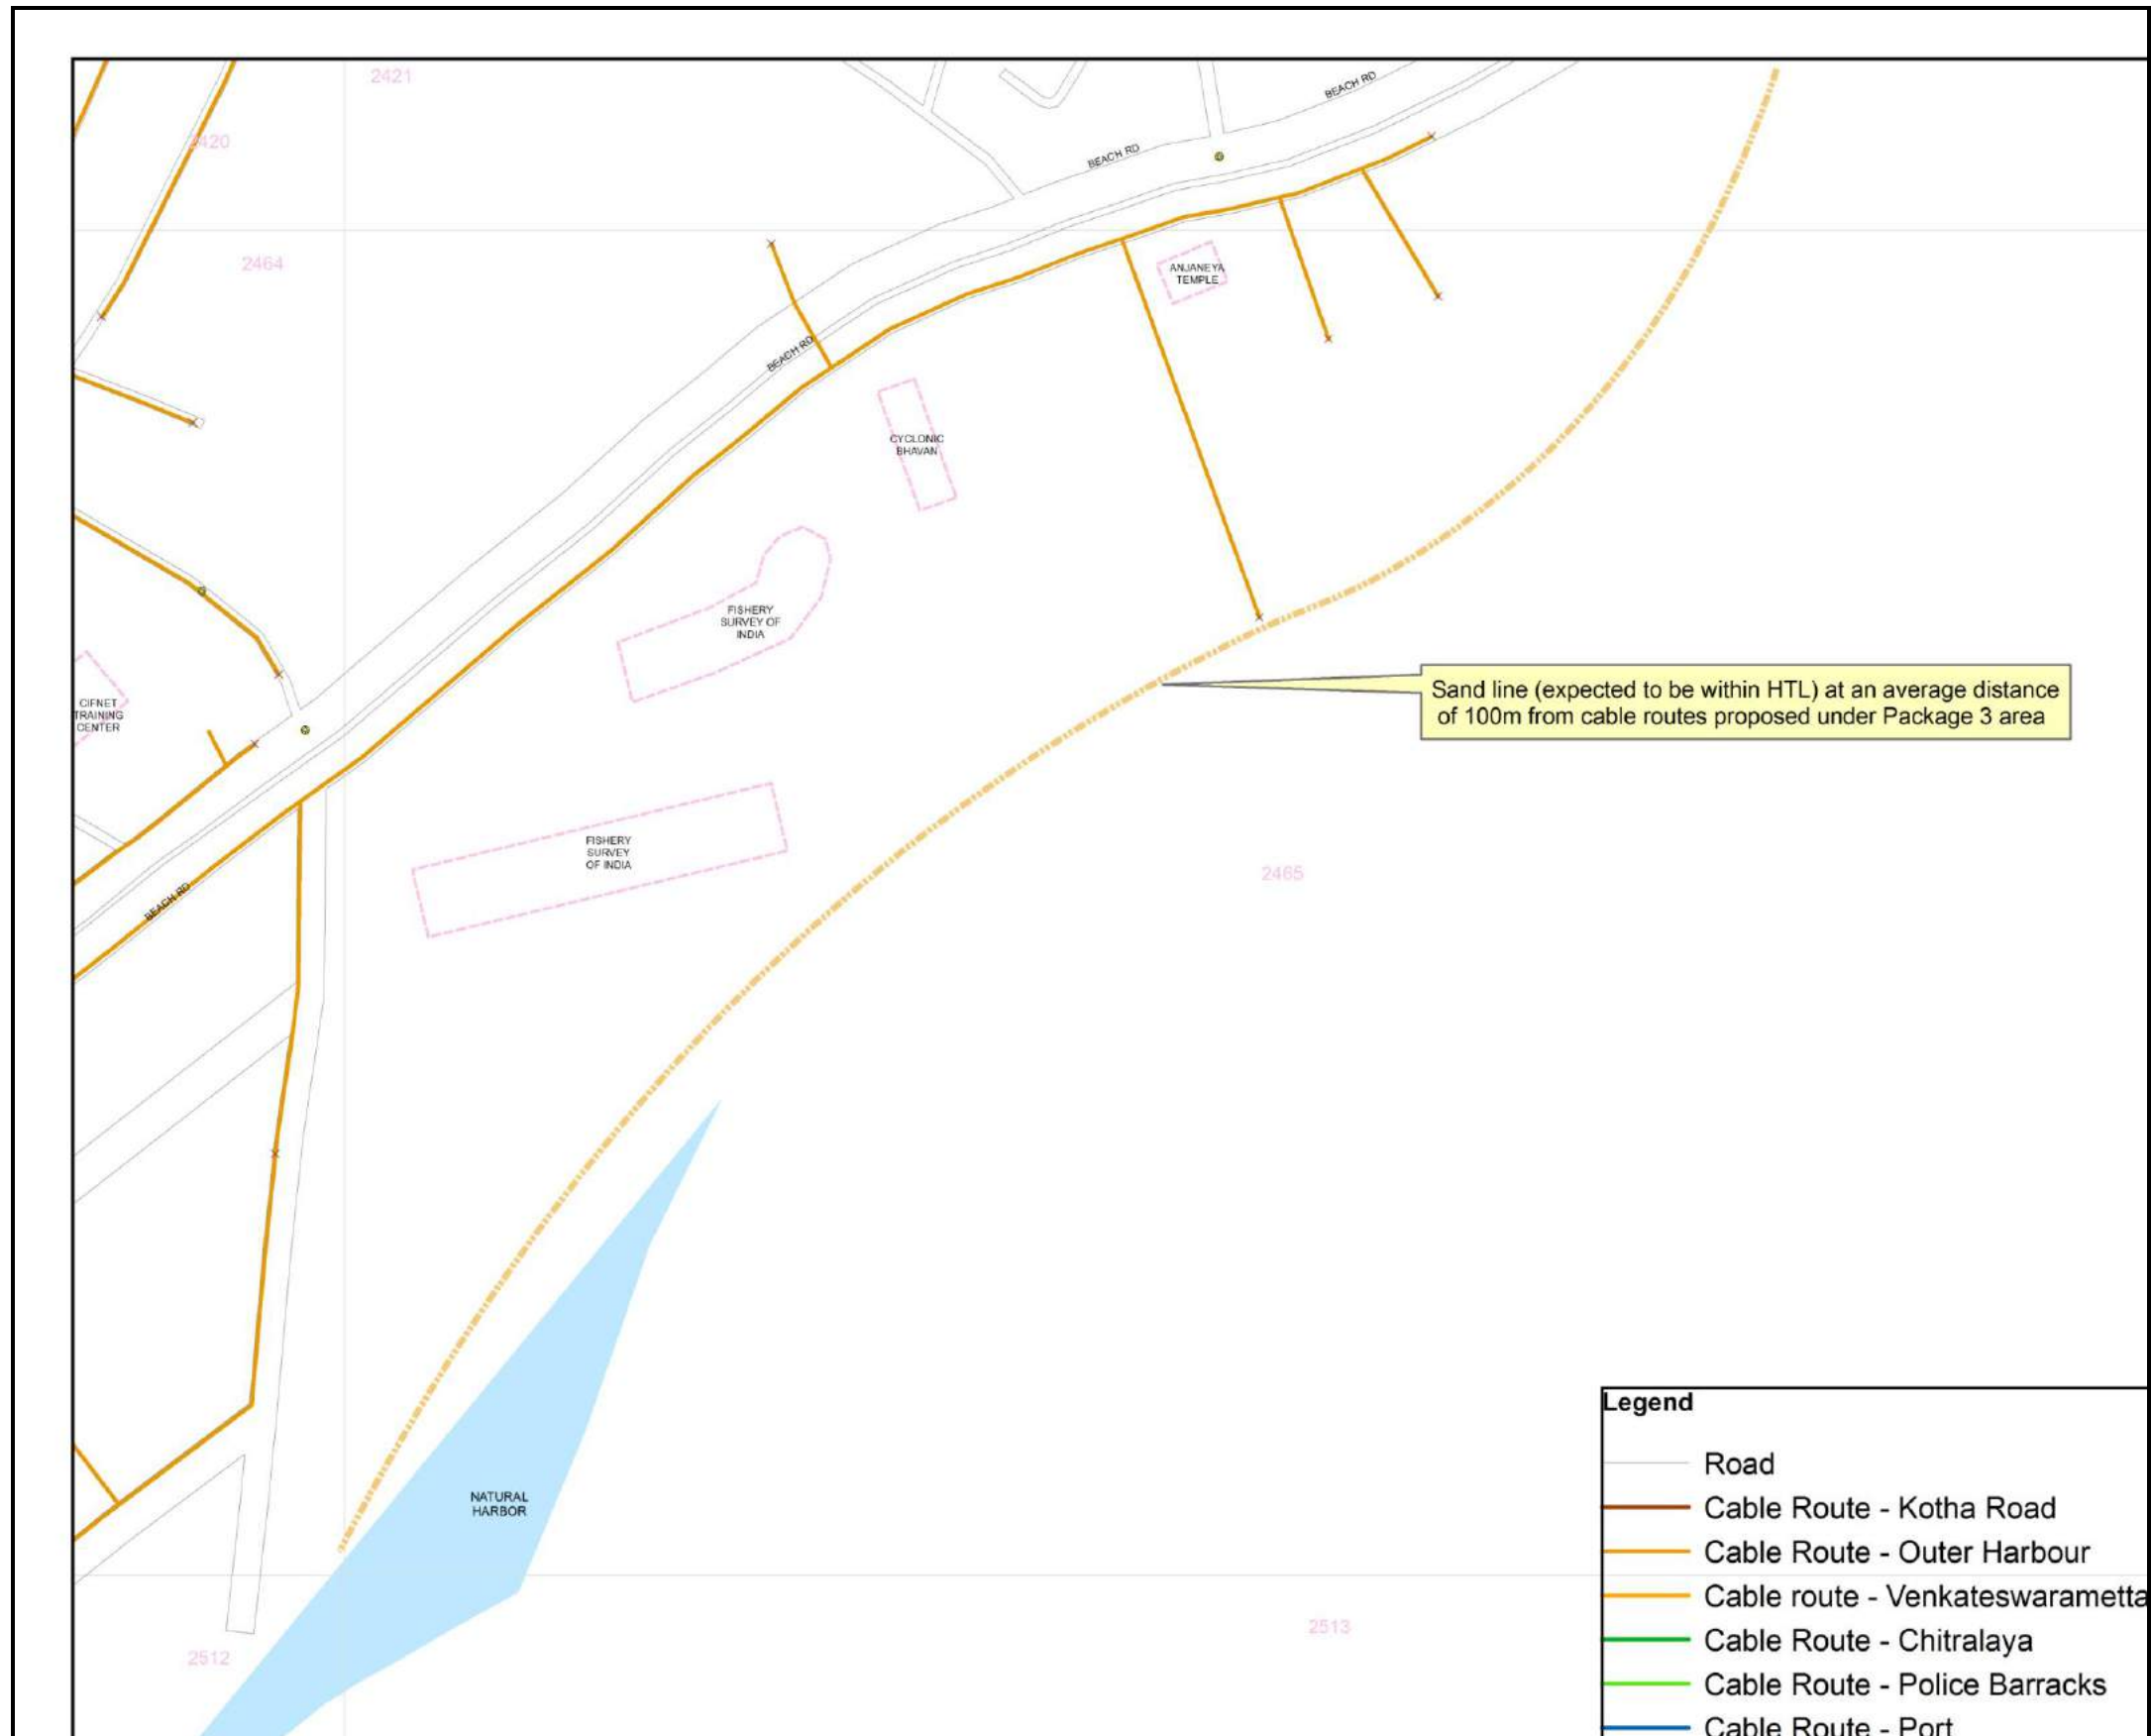 2421
BEACH RD
2420
BEACH RD
2464
ANJANEYA
TEMPLE
BEACH RD
CYCLONIC
BHAVAN
FISHERY
SURVEY OF
INDIA
Sand line (expected to be within HTL) at an average distance
of 100m from cable routes proposed under Package 3 area
CIFNET
TRAINING
CENTER
FISHERY
SURVEY
OF INDIA
2465
BEACH RD
Legend
Road
NATURAL
HARBOR
Cable Route - Kotha Road
Cable Route - Outer Harbour
Cable route - Venkateswarametta
2513
Cable Route - Chitralaya
2512
Cable Route - Police Barracks
Cable Route - Port